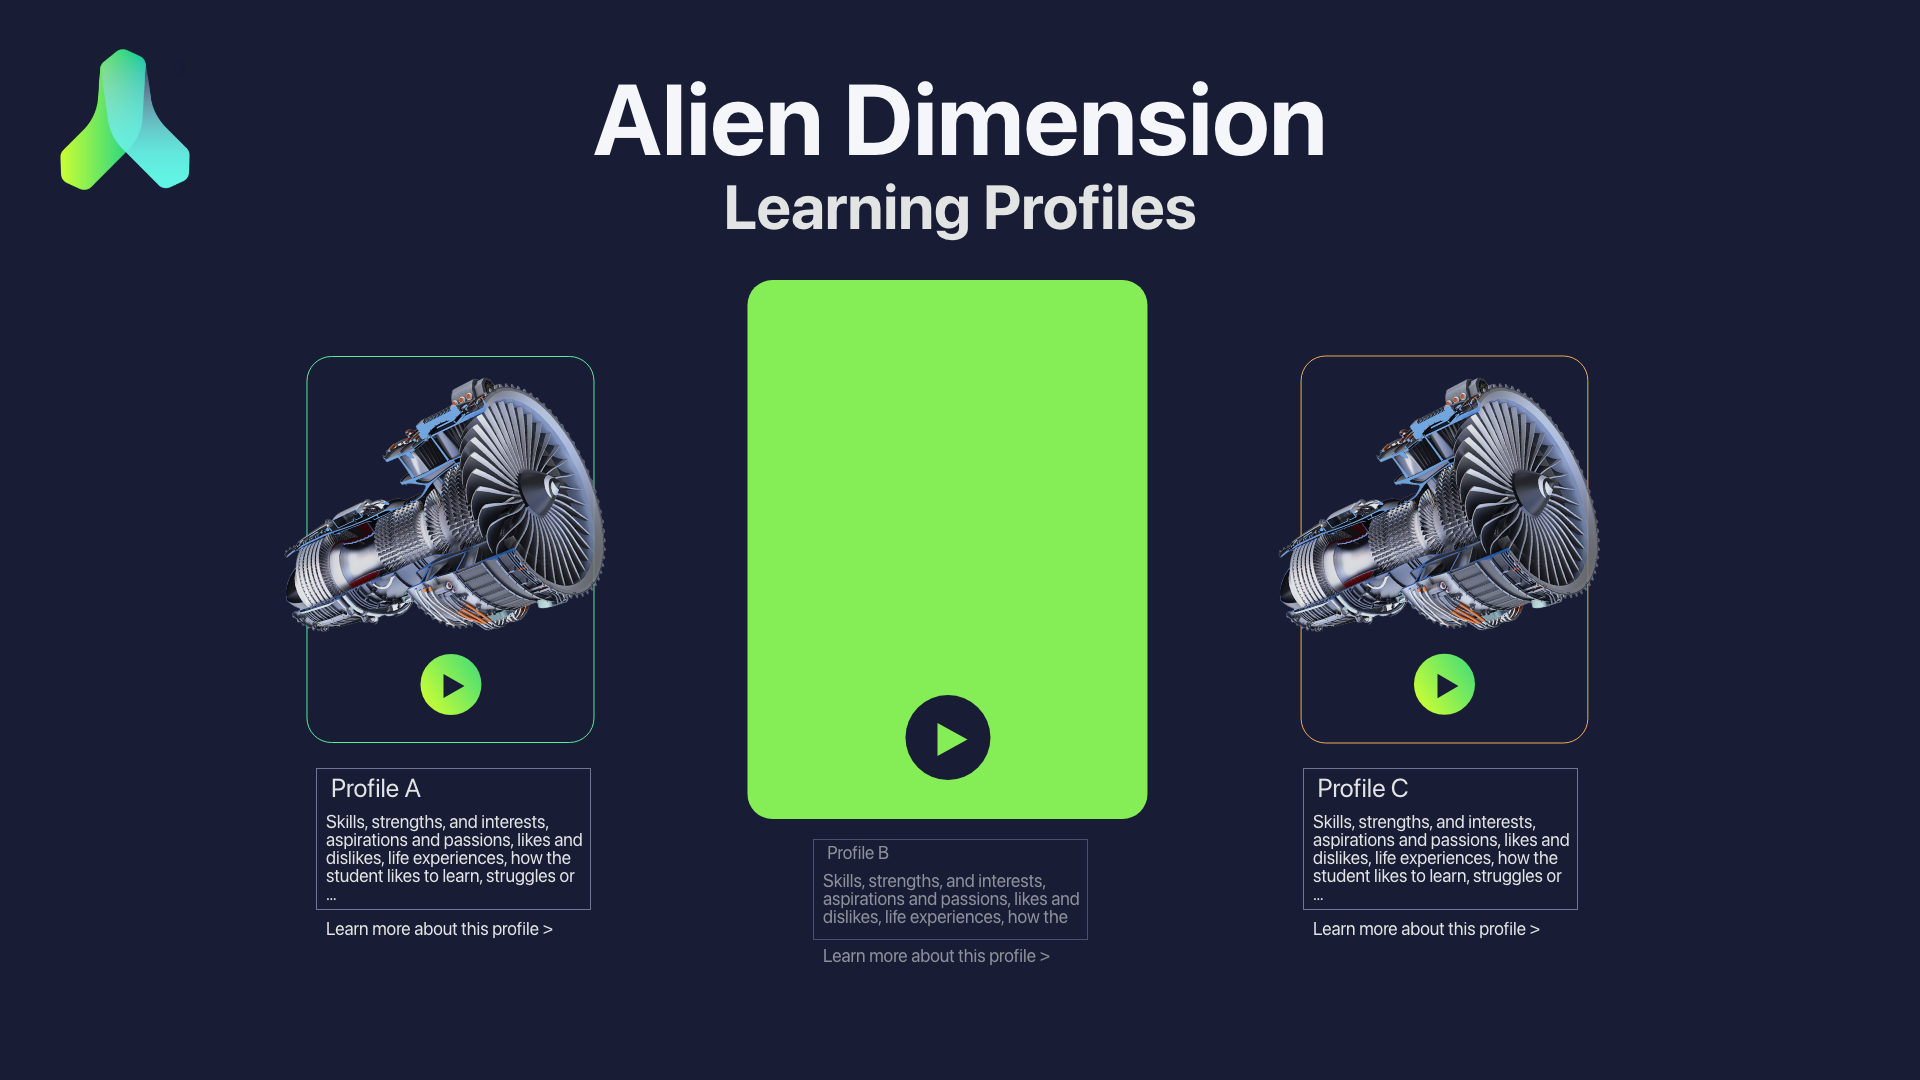 Alien Dimension
Learning Profiles
Profile A
Skills, strengths, and interests,
aspirations and passions, likes and
dislikes, life experiences, how the
student likes to learn, struggles or
...
Learn more about this profile >
Profile B
Skills, strengths, and interests,
aspirations and passions, likes and
dislikes, life experiences, how the
Learn more about this profile >
Profile C
Skills, strengths, and interests,
aspirations and passions, likes and
dislikes, life experiences, how the
student likes to learn, struggles or
...
Learn more about this profile >